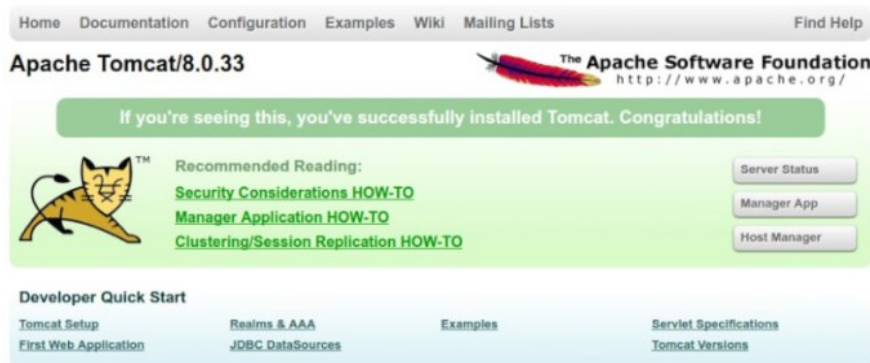 Home Documentation Configuration Examples Wiki Mailing Lists Find Help
Apache Tomcat/8.0.33
The Apache Software Foundation
http://www.apache.org/
If you're seeing this, you've successfully installed Tomcat. Congratulations!
TM
Recommended Reading:
Security Considerations HOW-TO
Manager Application HOW-TO
Clustering/Session Replication HOW-TO
Server Status
Manager App
Host Manager
Developer Quick Start
Tomcat Setup
First Web Application
Realms & AAA
JDBC DataSources
Examples
Servlet Specifications
Tomcat Versions